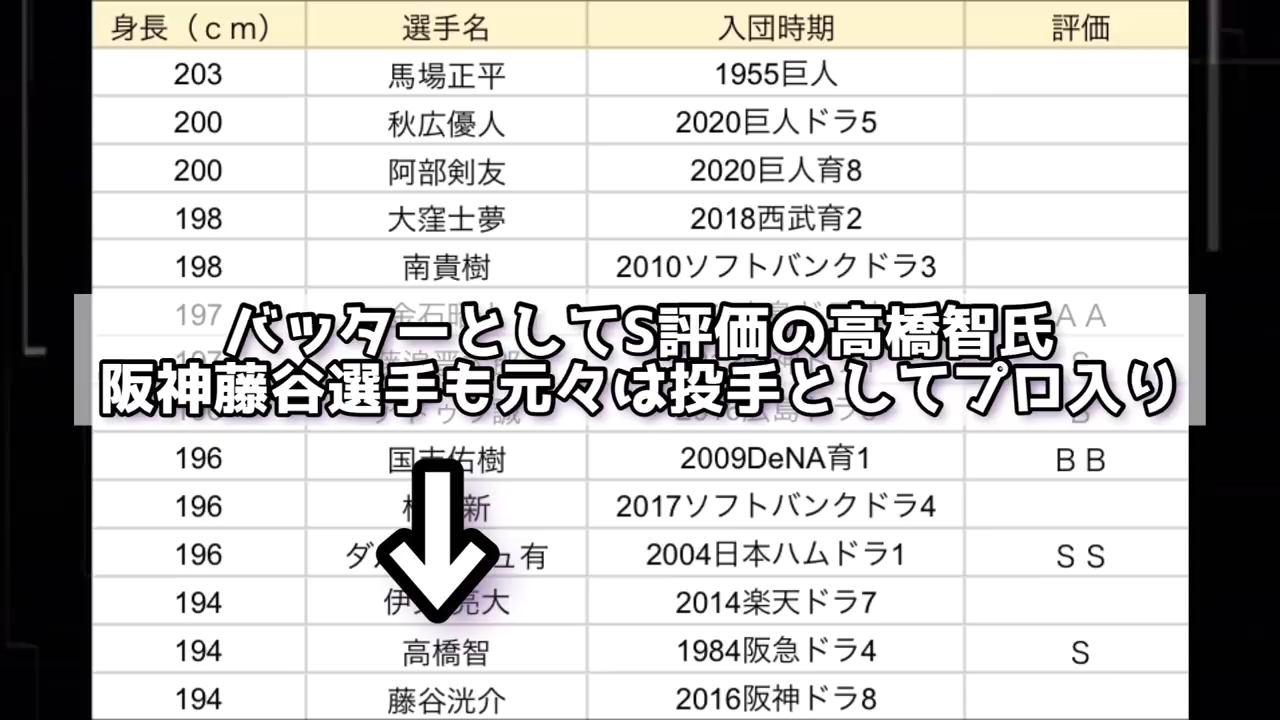 身長（ｃｍ） 選手名 入団時期 評価
203 馬場正平 1955巨人
200 秋広優人 2020巨人ドラ5
200 阿部剣友 2020巨人育8
198 大窪士夢 2018西武育2
198 南貴樹 2010ソフトバンクドラ3
197 ＡＡ
バッターとしてS評価の高橋智氏
阪神藤谷選手も元々は投手としてプロ入り
196 国吉佑樹 2009DeNA育1 ＢＢ
196 新 2017ソフトバンクドラ4
196 ダ ュ有 2004日本ハムドラ1 ＳＳ
194 伊 亮大 2014楽天ドラ7
194 高橋智 1984阪急ドラ4 Ｓ
194 藤谷洸介 2016阪神ドラ8